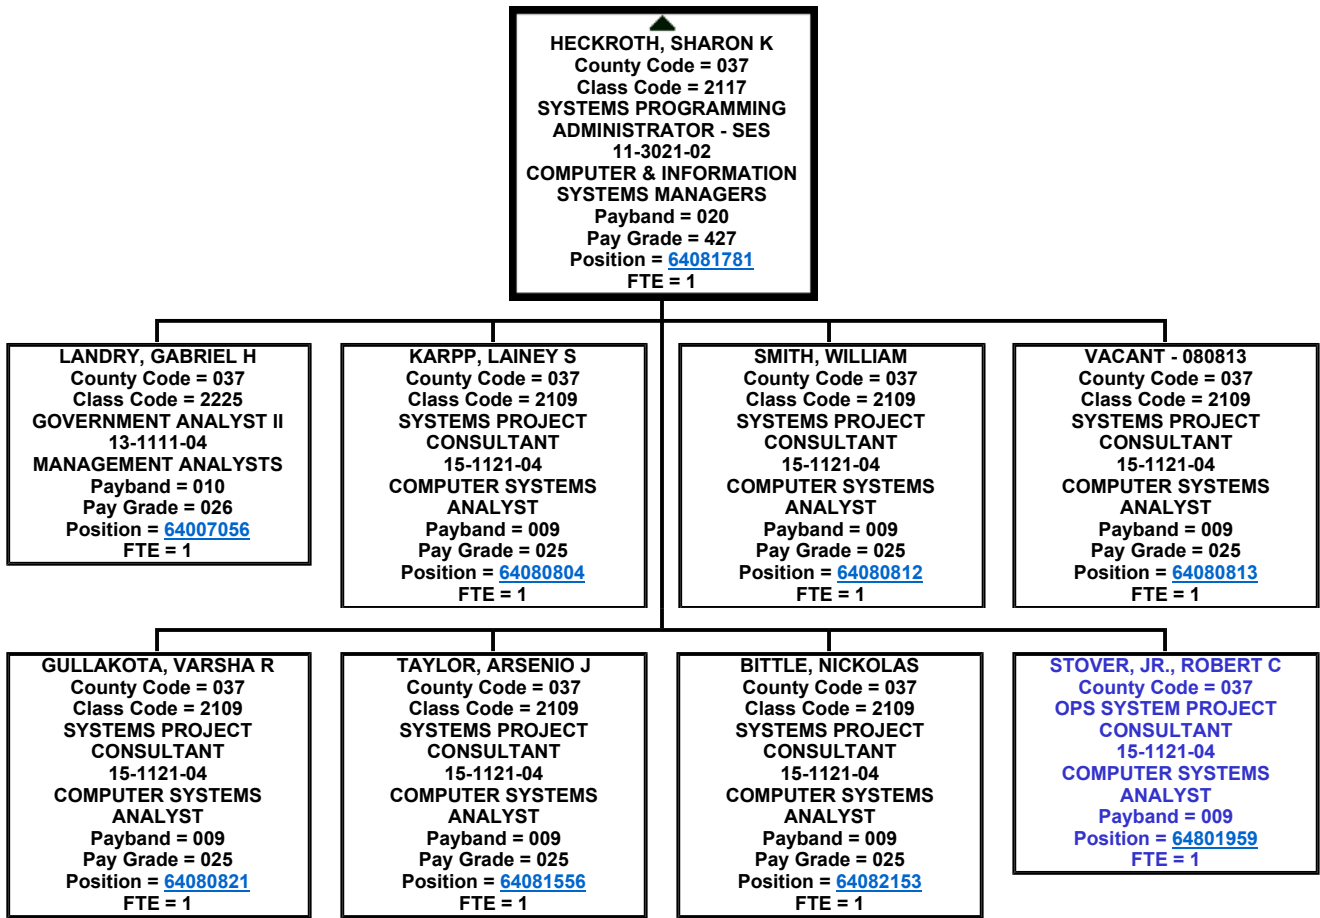 HECKROTH, SHARON K
County Code = 037
Class Code = 2117
SYSTEMS PROGRAMMING
ADMINISTRATOR - SES
11-3021-02
COMPUTER & INFORMATION
SYSTEMS MANAGERS
Payband = 020
Pay Grade = 427
Position = 64081781
FTE = 1
LANDRY, GABRIEL H
County Code = 037
Class Code = 2225
GOVERNMENT ANALYST II
13-1111-04
MANAGEMENT ANALYSTS
Payband = 010
Pay Grade = 026
Position = 64007056
FTE = 1
KARPP, LAINEY S
County Code = 037
Class Code = 2109
SYSTEMS PROJECT
CONSULTANT
15-1121-04
COMPUTER SYSTEMS
ANALYST
Payband = 009
Pay Grade = 025
Position = 64080804
FTE = 1
SMITH, WILLIAM
County Code = 037
Class Code = 2109
SYSTEMS PROJECT
CONSULTANT
15-1121-04
COMPUTER SYSTEMS
ANALYST
Payband = 009
Pay Grade = 025
Position = 64080812
FTE = 1
VACANT - 080813
County Code = 037
Class Code = 2109
SYSTEMS PROJECT
CONSULTANT
15-1121-04
COMPUTER SYSTEMS
ANALYST
Payband = 009
Pay Grade = 025
Position = 64080813
FTE = 1
GULLAKOTA, VARSHA R
County Code = 037
Class Code = 2109
SYSTEMS PROJECT
CONSULTANT
15-1121-04
COMPUTER SYSTEMS
ANALYST
Payband = 009
Pay Grade = 025
Position = 64080821
FTE = 1
TAYLOR, ARSENIO J
County Code = 037
Class Code = 2109
SYSTEMS PROJECT
CONSULTANT
15-1121-04
COMPUTER SYSTEMS
ANALYST
Payband = 009
Pay Grade = 025
Position = 64081556
FTE = 1
BITTLE, NICKOLAS
County Code = 037
Class Code = 2109
SYSTEMS PROJECT
CONSULTANT
15-1121-04
COMPUTER SYSTEMS
ANALYST
Payband = 009
Pay Grade = 025
Position = 64082153
FTE = 1
STOVER, JR., ROBERT C
County Code = 037
OPS SYSTEM PROJECT
CONSULTANT
15-1121-04
COMPUTER SYSTEMS
ANALYST
Payband = 009
Position = 64801959
FTE = 1